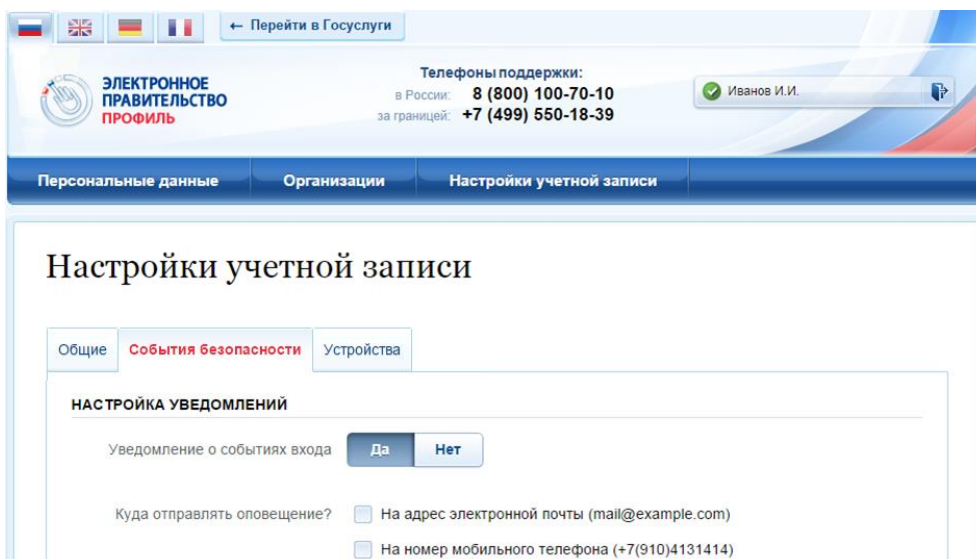 ← Перейти в Госуслуги
ЭЛЕКТРОННОЕ
ПРАВИТЕЛЬСТВО
ПРОФИЛЬ
Телефоны поддержки:
в России: 8 (800) 100-70-10
за границей: +7 (499) 550-18-39
Иванов И.И.
Персональные данные Организации Настройки учетной записи
Настройки учетной записи
Общие События безопасности Устройства
НАСТРОЙКА УВЕДОМЛЕНИЙ
Уведомление о событиях входа Да Нет
Куда отправлять оповещение? На адрес электронной почты (mail@example.com)
На номер мобильного телефона (+7(910)4131414)